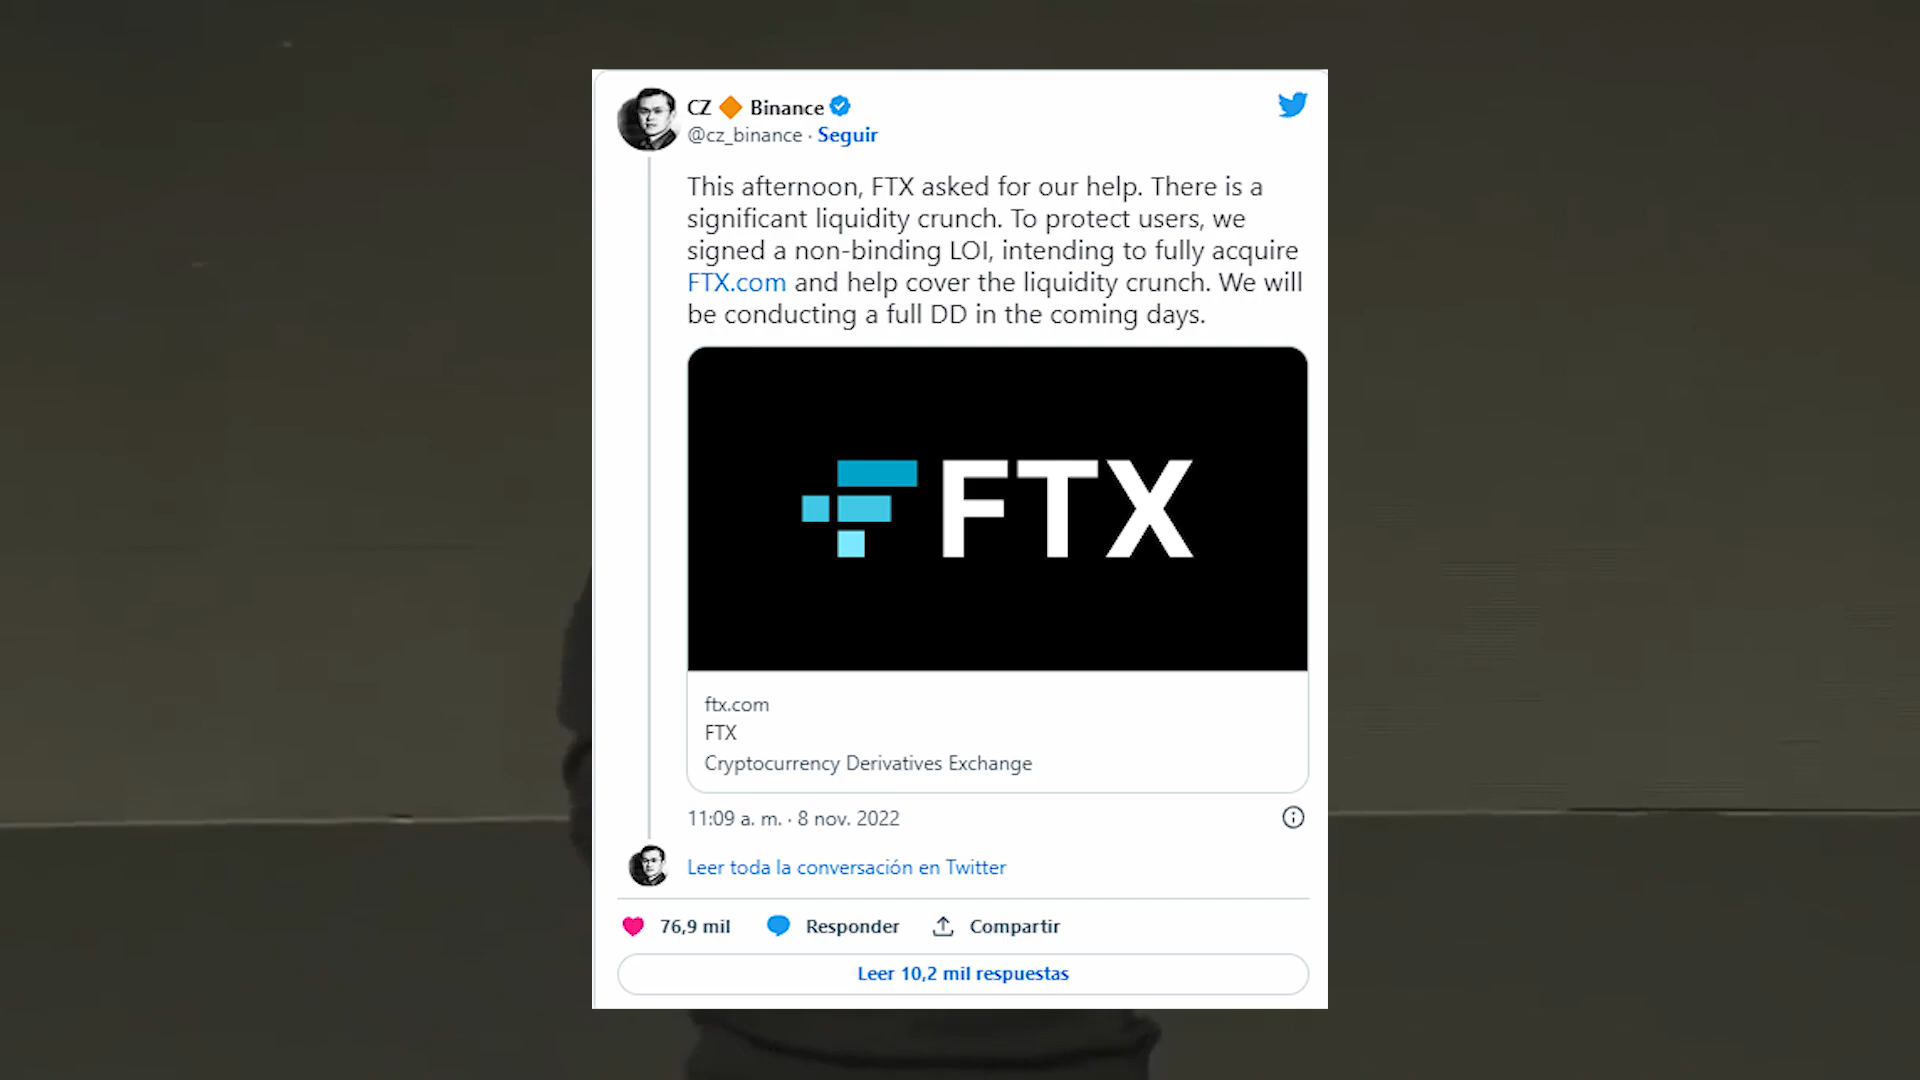 CZ 🔶 Binance
@cz_binance · Seguir
This afternoon, FTX asked for our help. There is a
significant liquidity crunch. To protect users, we
signed a non-binding LOI, intending to fully acquire
FTX.com and help cover the liquidity crunch. We will
be conducting a full DD in the coming days.
FTX
ftx.com
FTX
Cryptocurrency Derivatives Exchange
11:09 a. m. · 8 nov. 2022
Leer toda la conversación en Twitter
76,9 mil Responder Compartir
Leer 10,2 mil respuestas